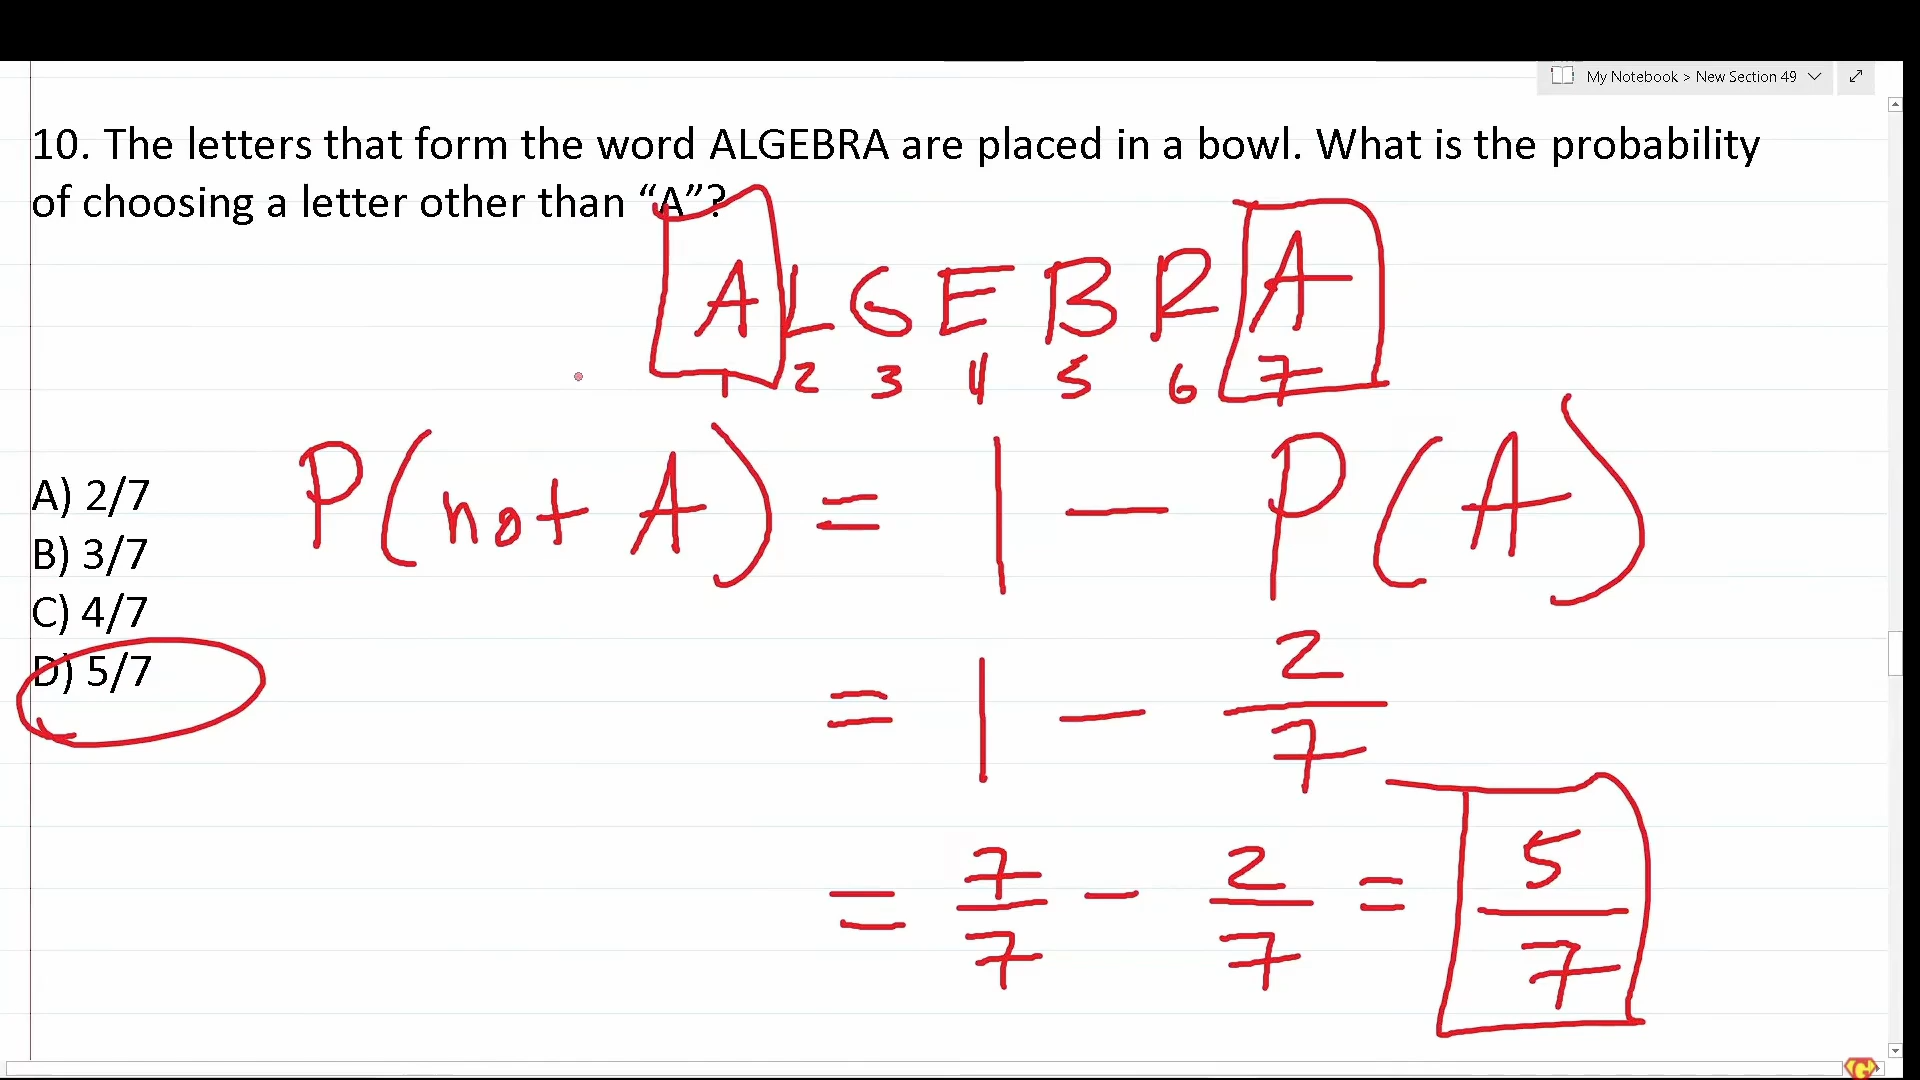 My Notebook > New Section 49
10. The letters that form the word ALGEBRA are placed in a bowl. What is the probability
of choosing a letter other than “A”?
A L G E B R A
1 2 3 4 5 6 7
P(not A) = 1 - P(A)
A) 2/7
B) 3/7
C) 4/7
D) 5/7
= 1 - 2/7
= 7/7 - 2/7 = 5/7
G